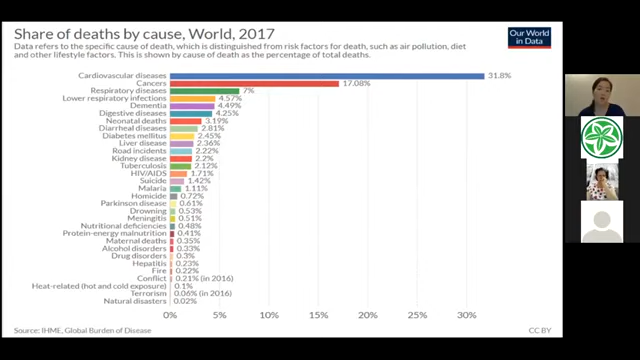 Share of deaths by cause, World, 2017
Data refers to the specific cause of death, which is distinguished from risk factors for death, such as air pollution, diet
and other lifestyle factors. This is shown by cause of death as the percentage of total deaths.
Our World
in Data
Cardiovascular diseases 31.8%
Cancers 17.08%
Respiratory diseases 7%
Lower respiratory infections 4.57%
Dementia 4.49%
Digestive diseases 4.25%
Neonatal deaths 3.19%
Diarrheal diseases 2.81%
Diabetes mellitus 2.45%
Liver disease 2.36%
Road incidents 2.22%
Kidney disease 2.2%
Tuberculosis 2.12%
HIV/AIDS 1.71%
Suicide 1.42%
Malaria 1.11%
Homicide 0.72%
Parkinson disease 0.61%
Drowning 0.53%
Meningitis 0.51%
Nutritional deficiencies 0.48%
Protein-energy malnutrition 0.41%
Maternal deaths 0.35%
Alcohol disorders 0.33%
Drug disorders 0.3%
Hepatitis 0.23%
Fire 0.22%
Conflict 0.21% (in 2016)
Heat-related (hot and cold exposure) 0.1%
Terrorism 0.06% (in 2016)
Natural disasters 0.02%
0% 5% 10% 15% 20% 25% 30%
Source: IHME, Global Burden of Disease
CC BY